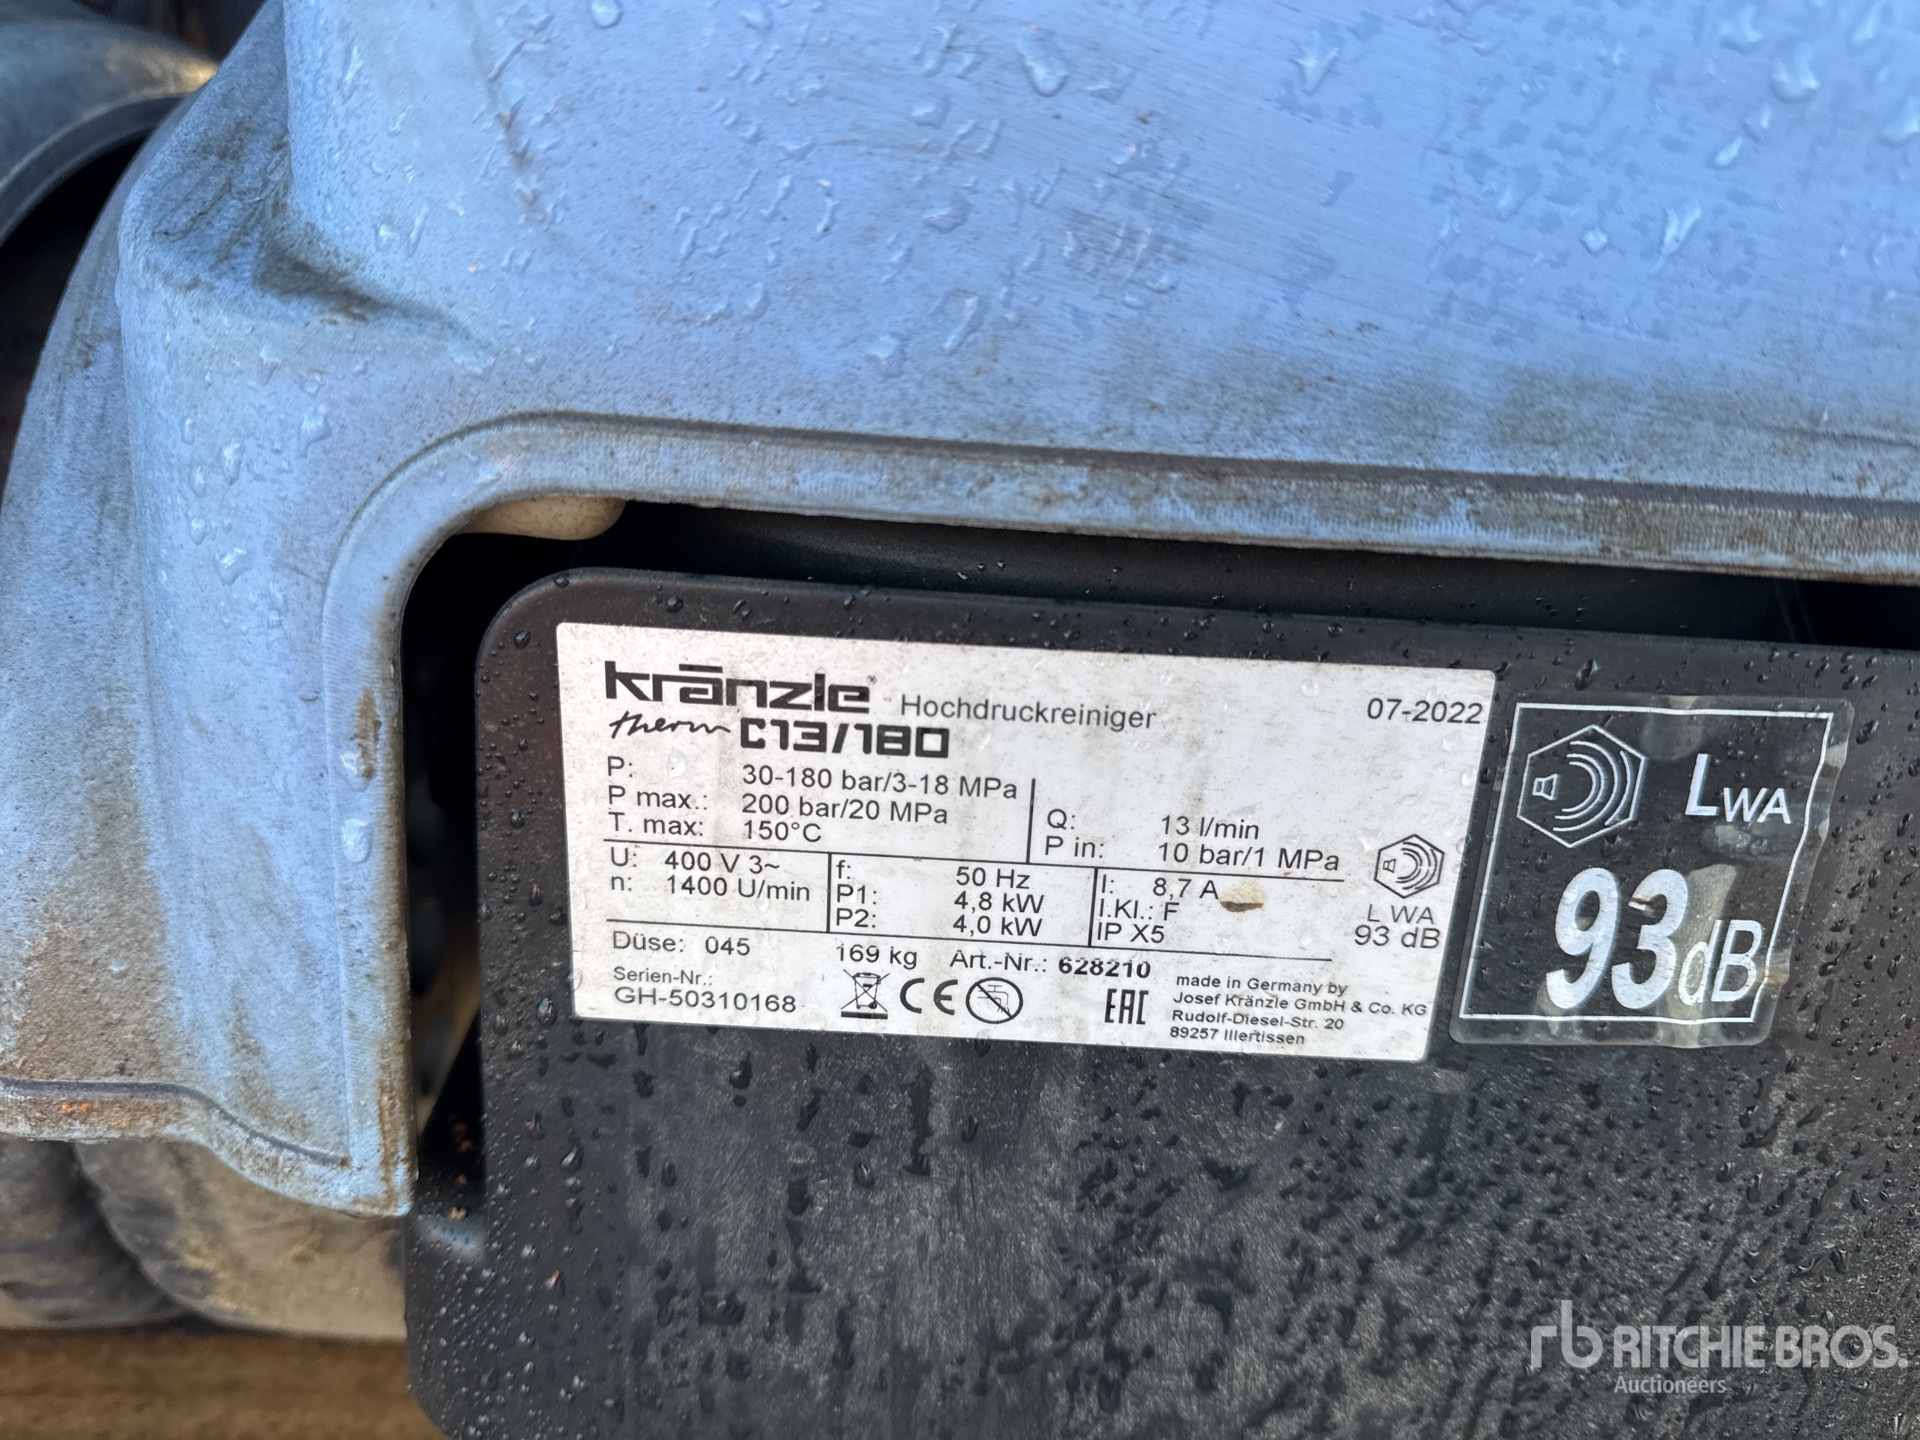 kränzle® Hochdruckreiniger 07-2022
therm C13/180
P: 30-180 bar/3-18 MPa
P max.: 200 bar/20 MPa
T. max: 150°C
Q: 13 l/min
P in: 10 bar/1 MPa
U: 400 V 3~
n: 1400 U/min
f: 50 Hz
P1: 4,8 kW
P2: 4,0 kW
I: 8,7 A
I.Kl.: F
IP X5
L WA
93 dB
Düse: 045 169 kg Art.-Nr.: 628210
Serien-Nr.:
GH-50310168
CE
EAC
made in Germany by
Josef Kränzle GmbH & Co. KG
Rudolf-Diesel-Str. 20
89257 Illertissen
LWA
93dB
rb RITCHIE BROS.
Auctioneers